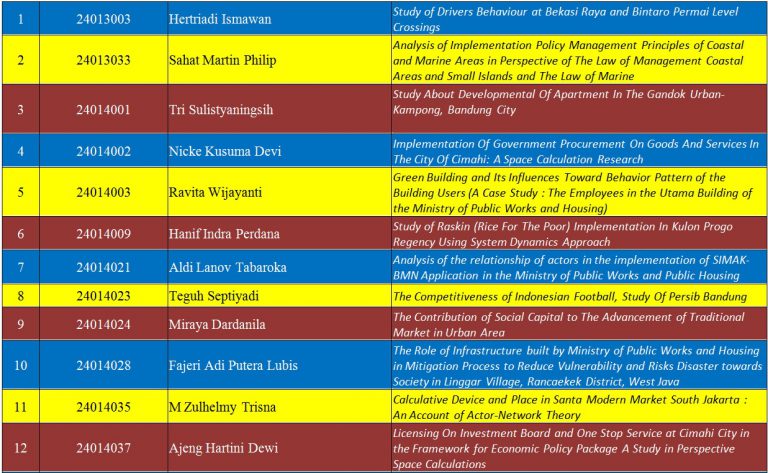 1 24013003 Hertriadi Ismawan Study of Drivers Behaviour at Bekasi Raya and Bintaro Permai Level
Crossings
2 24013033 Sahat Martin Philip Analysis of Implementation Policy Management Principles of Coastal
and Marine Areas in Perspective of The Law of Management Coastal
Areas and Small Islands and The Law of Marine
3 24014001 Tri Sulistyaningsih Study About Developmental Of Apartment In The Gandok Urban-
Kampong, Bandung City
4 24014002 Nicke Kusuma Devi Implementation Of Government Procurement On Goods And Services In
The City Of Cimahi: A Space Calculation Research
5 24014003 Ravita Wijayanti Green Building and Its Influences Toward Behavior Pattern of the
Building Users (A Case Study : The Employees in the Utama Building of
the Ministry of Public Works and Housing)
6 24014009 Hanif Indra Perdana Study of Raskin (Rice For The Poor) Implementation In Kulon Progo
Regency Using System Dynamics Approach
7 24014021 Aldi Lanov Tabaroka Analysis of the relationship of actors in the implementation of SIMAK-
BMN Application in the Ministry of Public Works and Public Housing
8 24014023 Teguh Septiyadi The Competitiveness of Indonesian Football, Study Of Persib Bandung
9 24014024 Miraya Dardanila The Contribution of Social Capital to The Advancement of Traditional
Market in Urban Area
10 24014028 Fajeri Adi Putera Lubis The Role of Infrastructure built by Ministry of Public Works and Housing
in Mitigation Process to Reduce Vulnerability and Risks Disaster towards
Society in Linggar Village, Rancaekek District, West Java
11 24014035 M Zulhelmy Trisna Calculative Device and Place in Santa Modern Market South Jakarta :
An Account of Actor-Network Theory
12 24014037 Ajeng Hartini Dewi Licensing On Investment Board and One Stop Service at Cimahi City in
the Framework for Economic Policy Package A Study in Perspective
Space Calculations